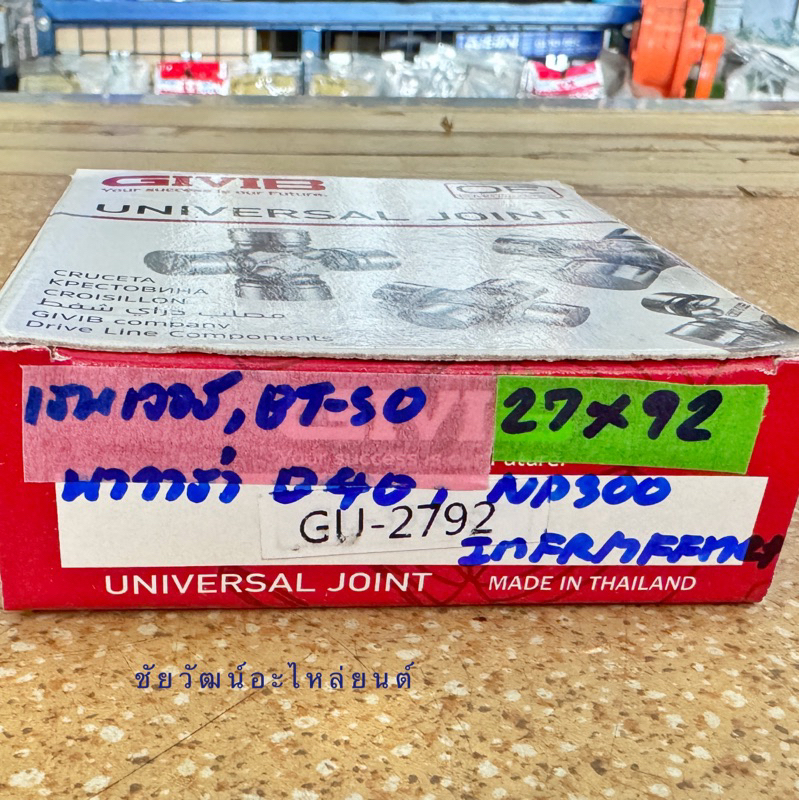 GIVIB
Your success is our Future.
OE
UNIVERSAL JOINT
CRUCETA
КРЕСТОВИНА
CROISILLON
GIVIB company
Drive Line Components
เรนเจอร์, BT-50
27x92
นาวาร่า D40, NP300
GU-2792
UNIVERSAL JOINT
MADE IN THAILAND
ชัยวัฒน์อะไหล่ยนต์